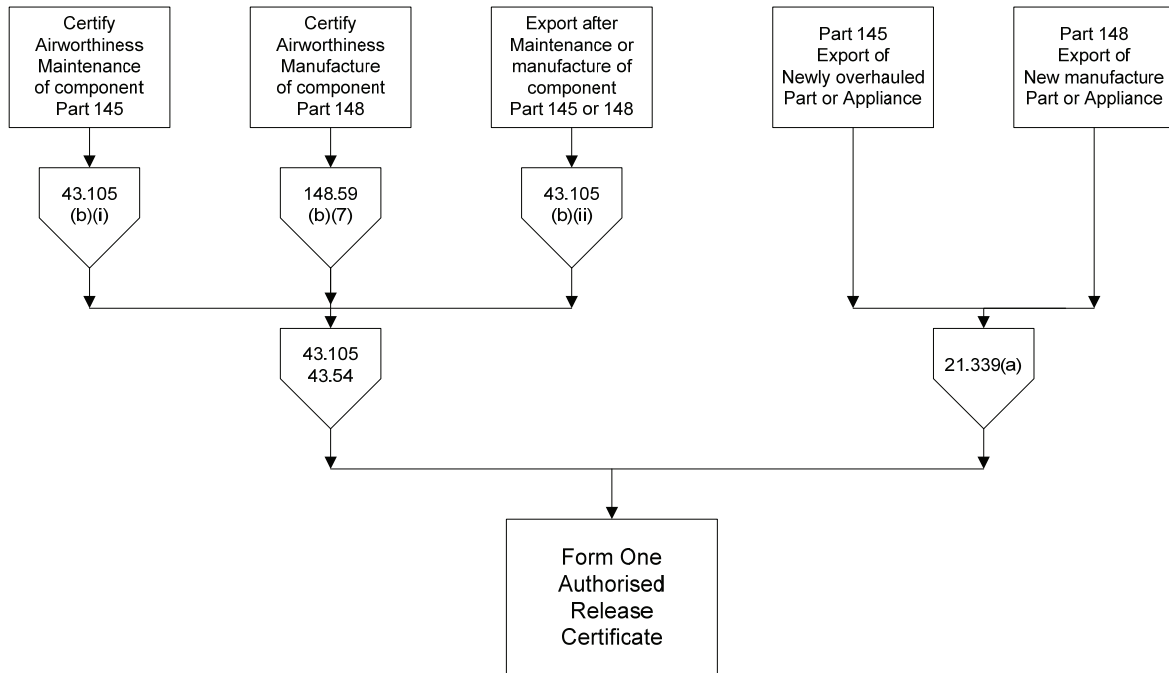 Certify
Airworthiness
Maintenance
of component
Part 145
Certify
Airworthiness
Manufacture
of component
Part 148
Export after
Maintenance or
manufacture of
component
Part 145 or 148
Part 145
Export of
Newly overhauled
Part or Appliance
Part 148
Export of
New manufacture
Part or Appliance
43.105
(b)(i)
148.59
(b)(7)
43.105
(b)(ii)
43.105
43.54
21.339(a)
Form One
Authorised
Release
Certificate